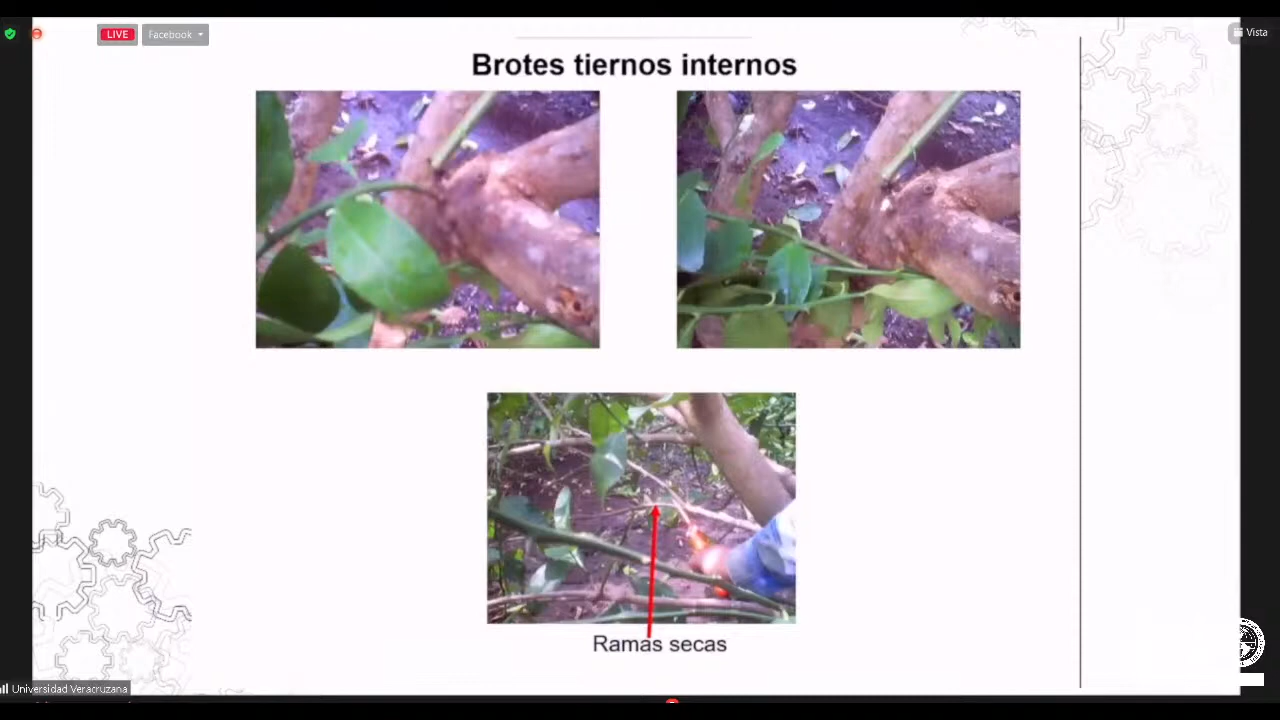 LIVE
Facebook
Vista
Brotes tiernos internos
Ramas secas
Universidad Veracruzana